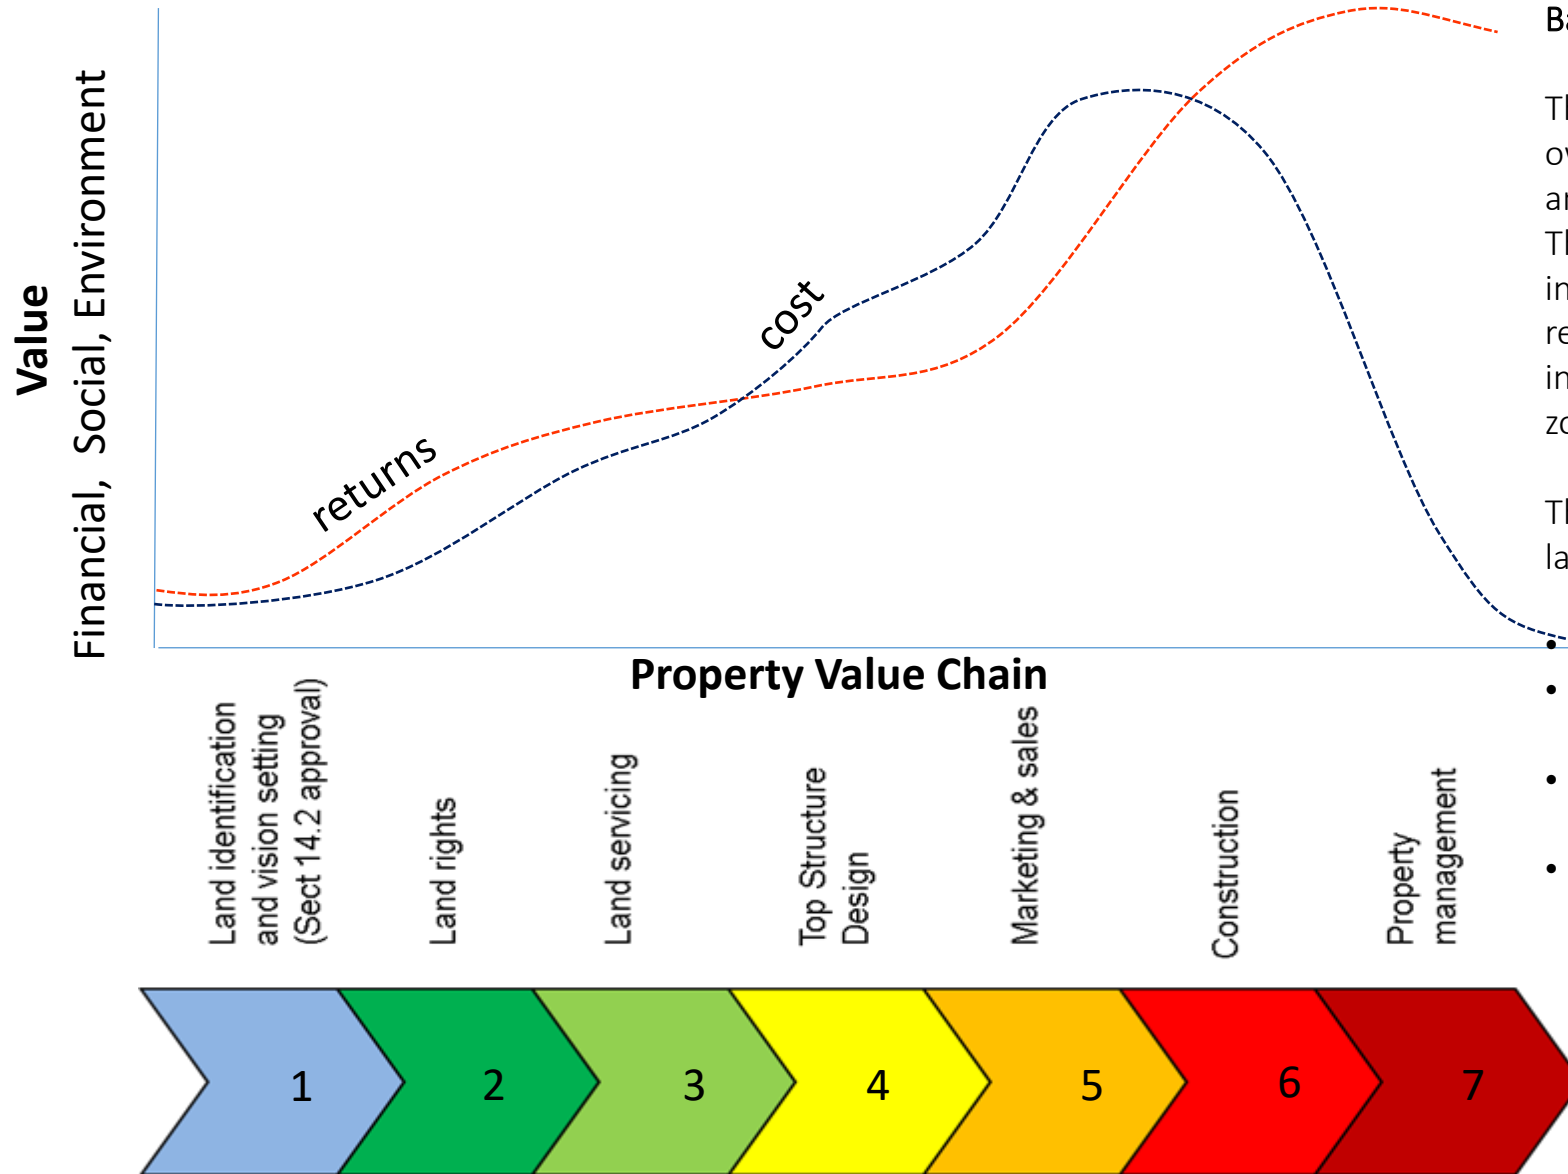 Value
Financial, Social, Environment
returns
cost
Property Value Chain
Land identification
and vision setting
(Sect 14.2 approval)
Land rights
Land servicing
Top Structure
Design
Marketing & sales
Construction
Property
management
1
2
3
4
5
6
7